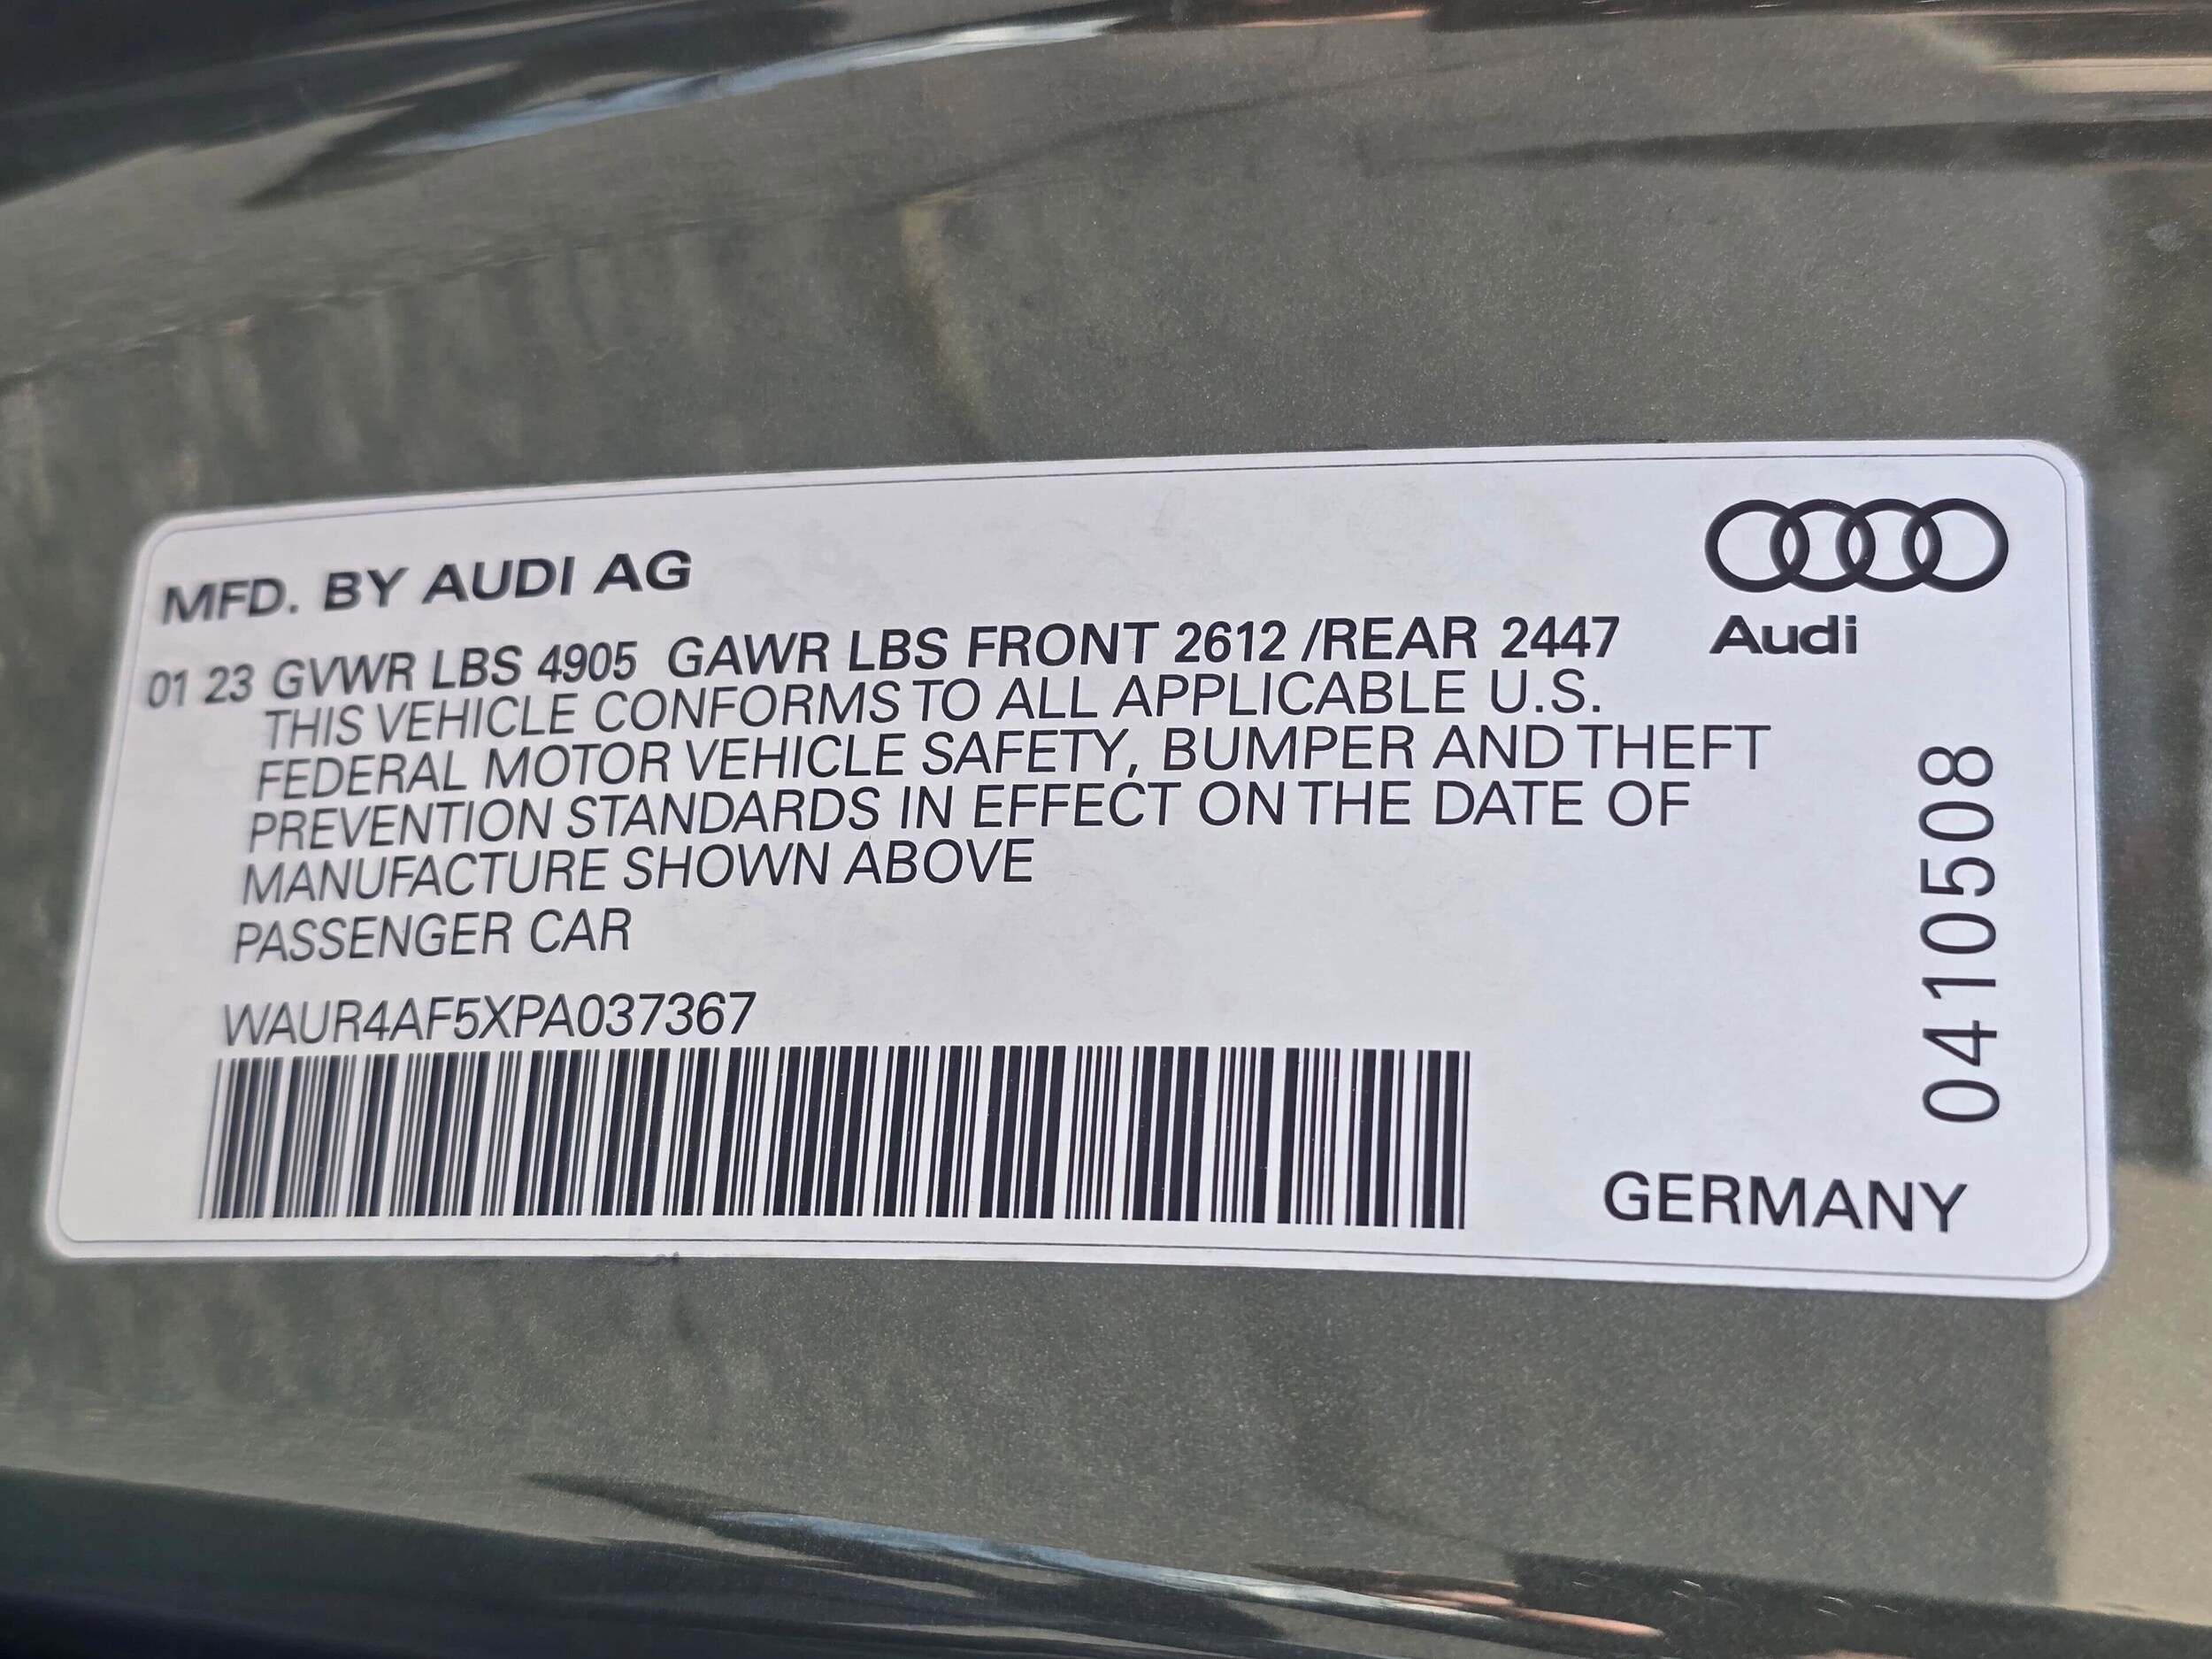 MFD. BY AUDI AG
Audi
01 23 GVWR LBS 4905 GAWR LBS FRONT 2612 /REAR 2447
THIS VEHICLE CONFORMS TO ALL APPLICABLE U.S.
FEDERAL MOTOR VEHICLE SAFETY, BUMPER AND THEFT
PREVENTION STANDARDS IN EFFECT ON THE DATE OF
MANUFACTURE SHOWN ABOVE
PASSENGER CAR
WAUR4AF5XPA037367
0410508
GERMANY